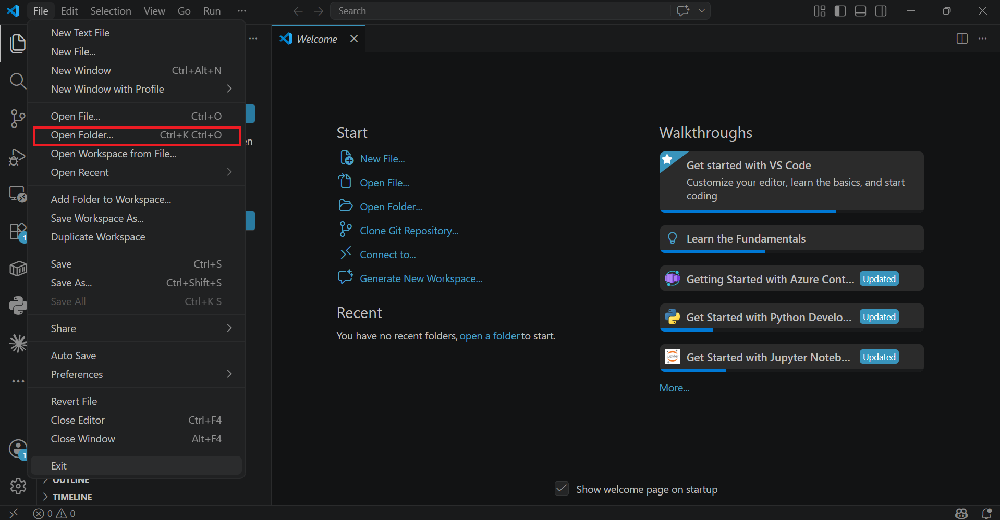 File Edit Selection View Go Run ···
Search
New Text File
New File...
New Window Ctrl+Alt+N
New Window with Profile
Open File... Ctrl+O
Open Folder... Ctrl+K Ctrl+O
Open Workspace from File...
Open Recent
Add Folder to Workspace...
Save Workspace As...
Duplicate Workspace
Save Ctrl+S
Save As... Ctrl+Shift+S
Save All Ctrl+K S
Share
Auto Save
Preferences
Revert File
Close Editor Ctrl+F4
Close Window Alt+F4
Exit
OUTLINE
TIMELINE
1
1
en
Welcome
Start
New File...
Open File...
Open Folder...
Clone Git Repository...
Connect to...
Generate New Workspace...
Recent
You have no recent folders, open a folder to start.
Walkthroughs
Get started with VS Code
Customize your editor, learn the basics, and start
coding
Learn the Fundamentals
Getting Started with Azure Cont... Updated
Get Started with Python Develo... Updated
jupyter
Get Started with Jupyter Noteb... Updated
More...
Show welcome page on startup
0 0